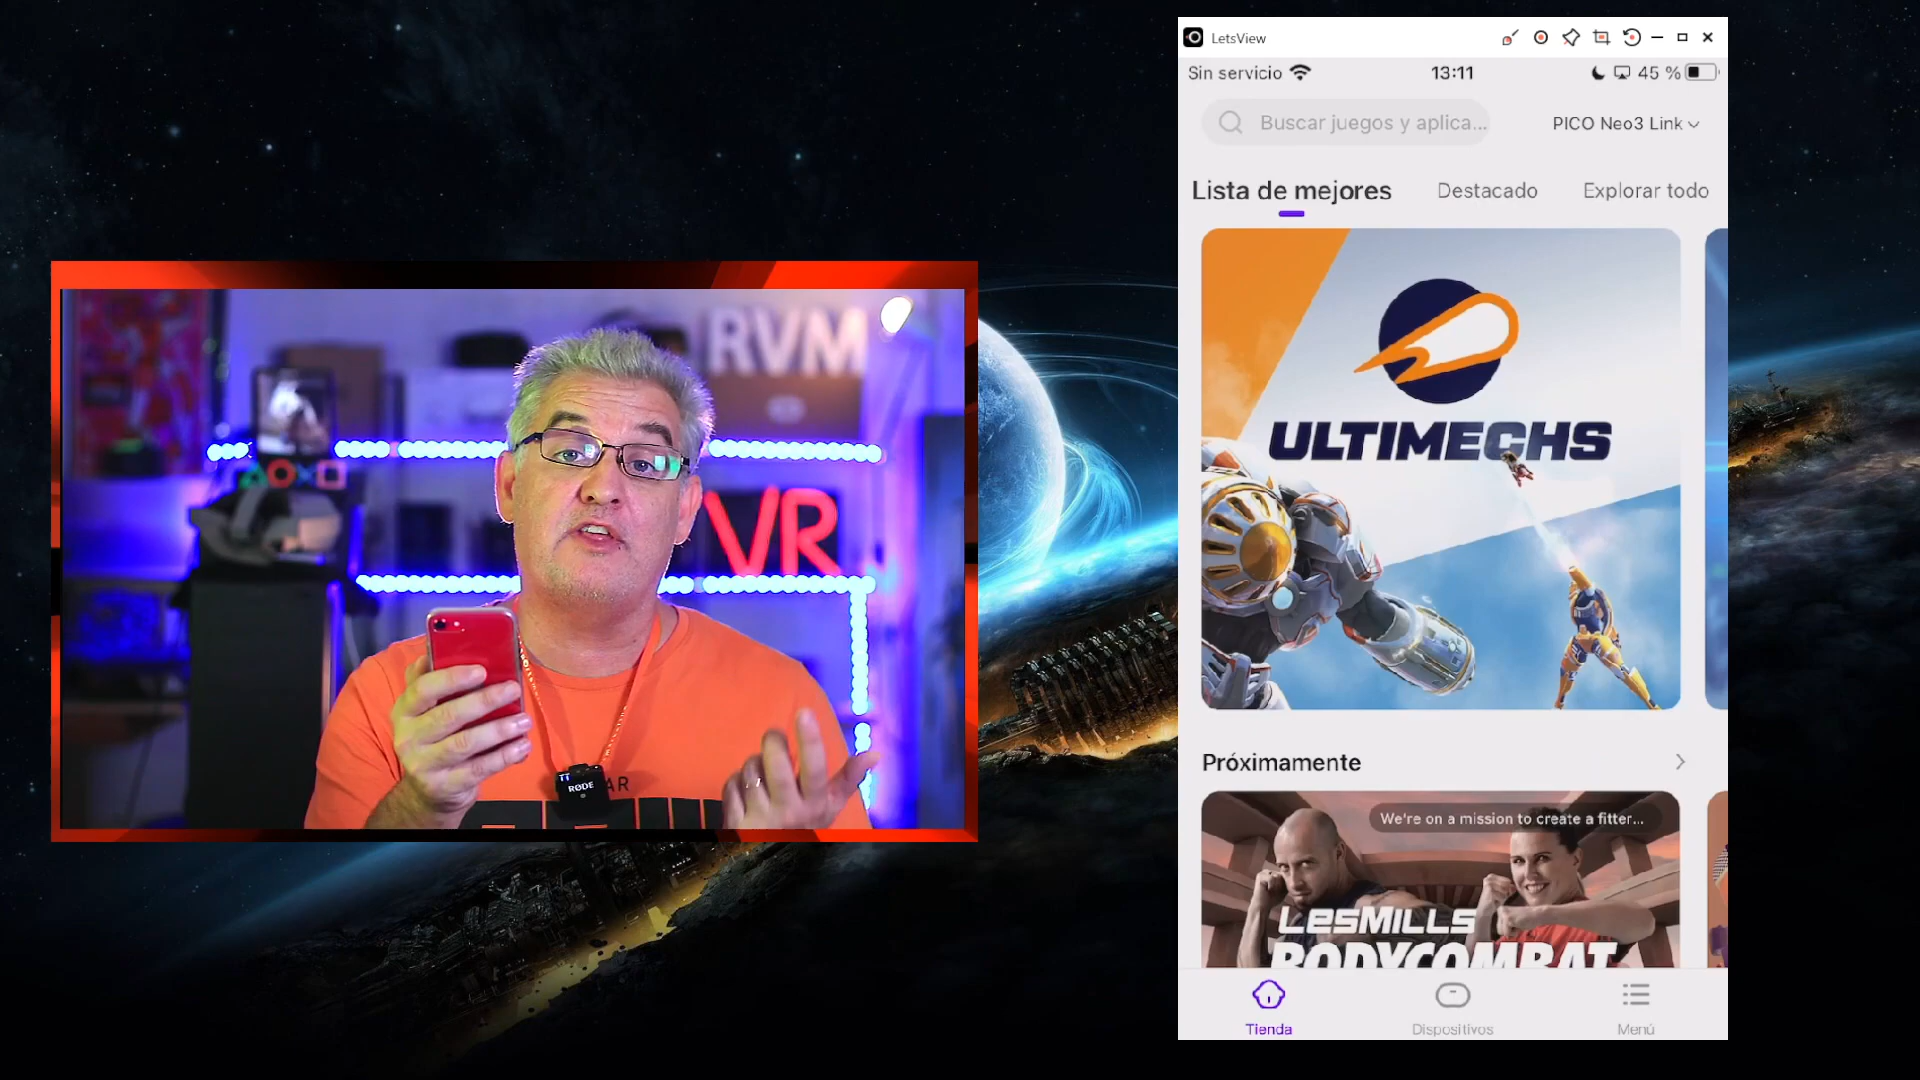 RVM
VR
RØDE
AR
LetsView
Sin servicio
13:11
45 %
Buscar juegos y aplica...
PICO Neo3 Link
Lista de mejores
Destacado
Explorar todo
ULTIMECHS
Próximamente
We're on a mission to create a fitter...
LesMILLS
BODYCOMBAT
Tienda
Dispositivos
Menú